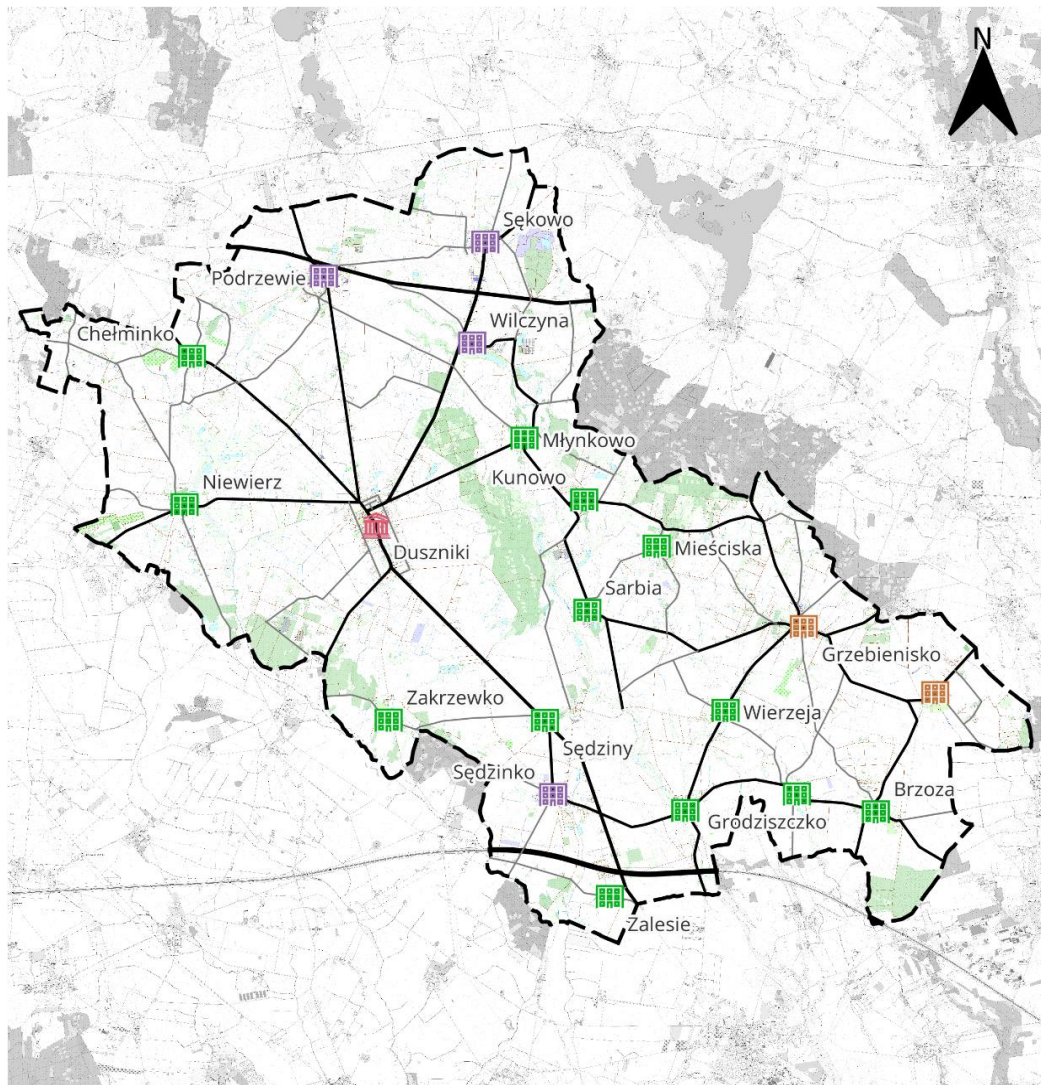 N
Sękowo
Podrzewie
Wilczyna
Chełminko
Młynkowo
Niewierz
Kunowo
Duszniki
Mieściska
Sarbia
Grzebienisko
Zakrzewko
Wierzeja
Sędziny
Sędzinko
Brzoza
Grodziszczko
Zalesie